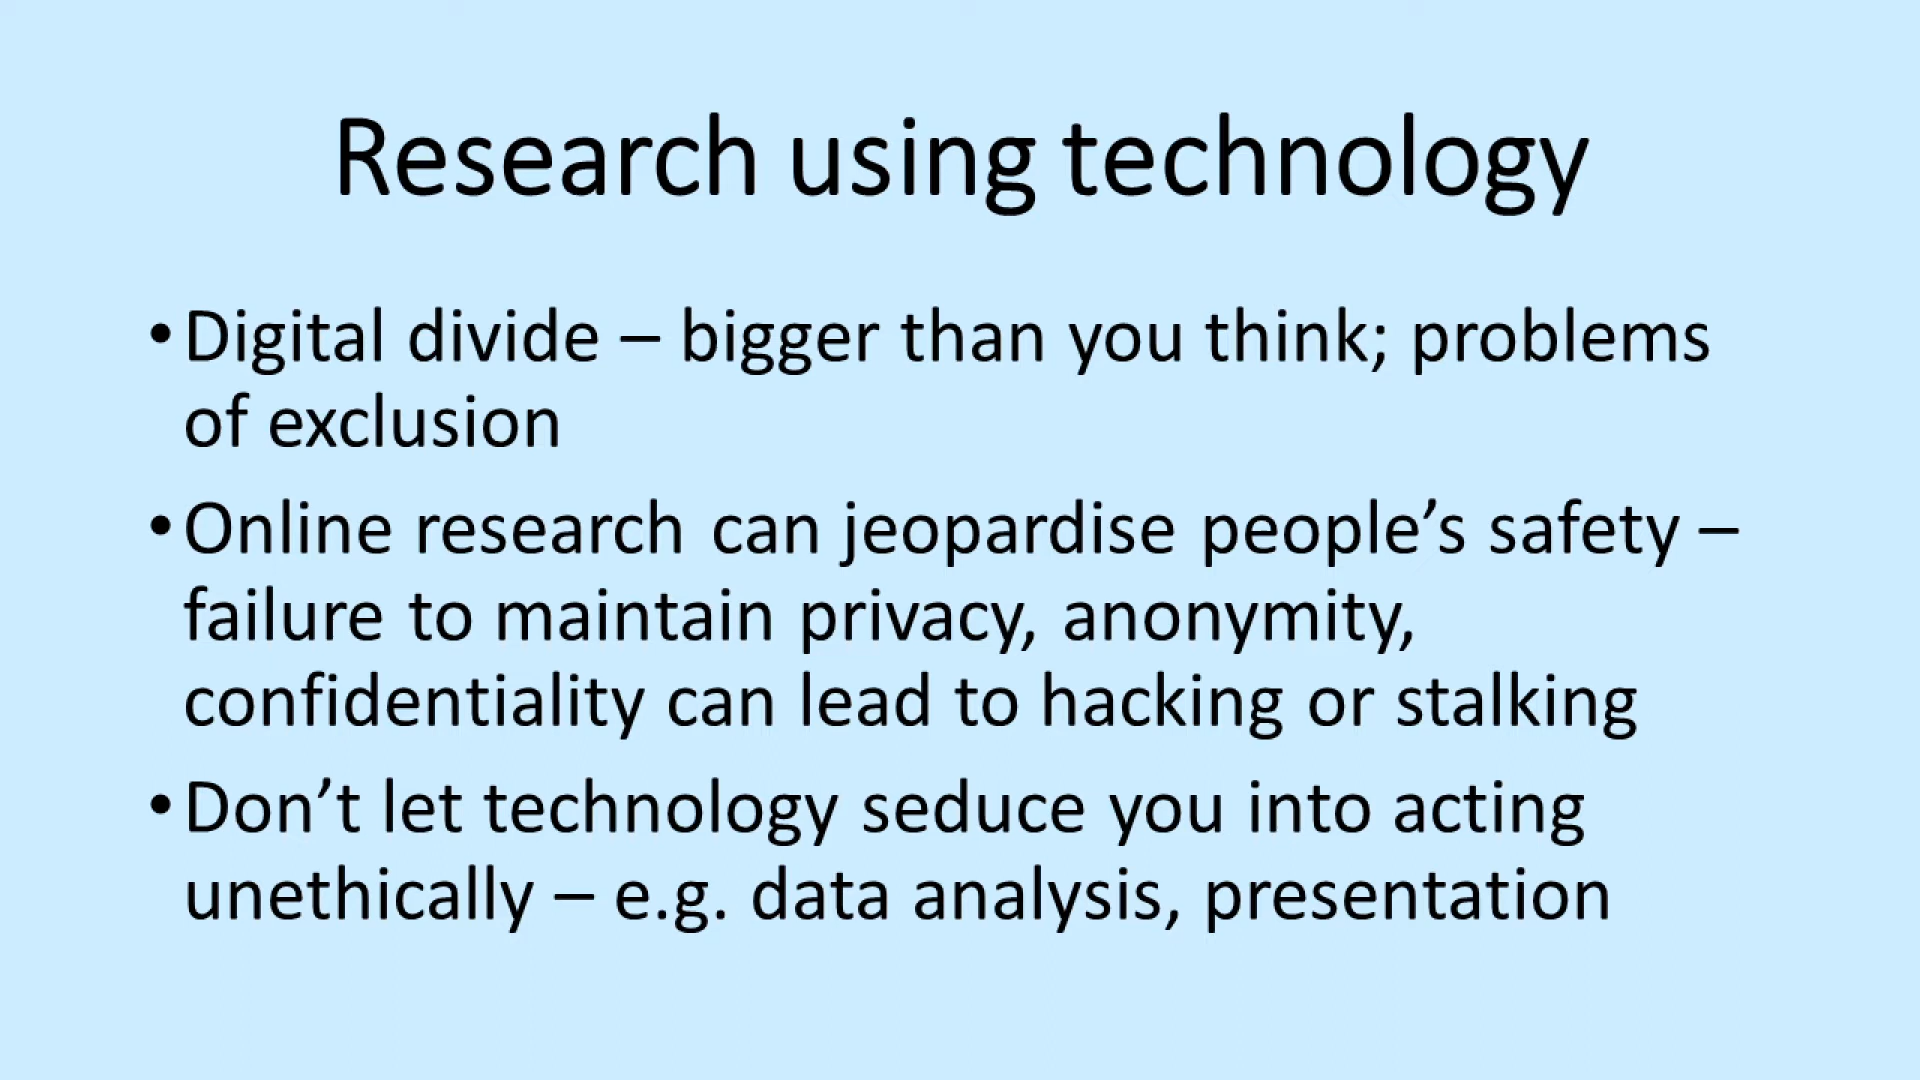 Research using technology
•Digital divide – bigger than you think; problems
of exclusion
•Online research can jeopardise people’s safety –
failure to maintain privacy, anonymity,
confidentiality can lead to hacking or stalking
•Don’t let technology seduce you into acting
unethically – e.g. data analysis, presentation